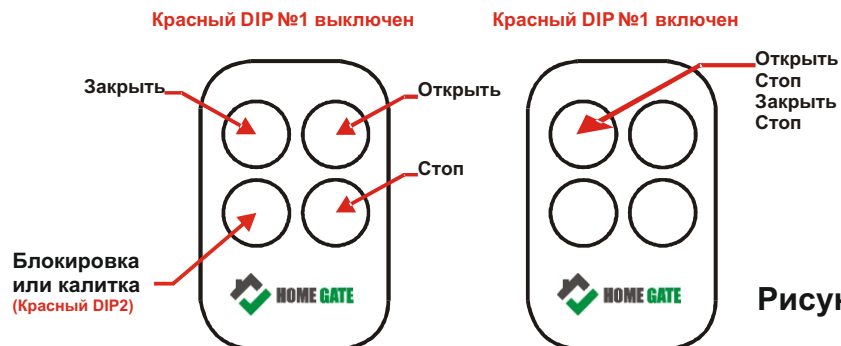 Красный DIP №1 выключен
Красный DIP №1 включен
Закрыть
Открыть
Стоп
Блокировка
или калитка
(Красный DIP2)
HOME GATE
Открыть
Стоп
Закрыть
Стоп
HOME GATE
Рисун